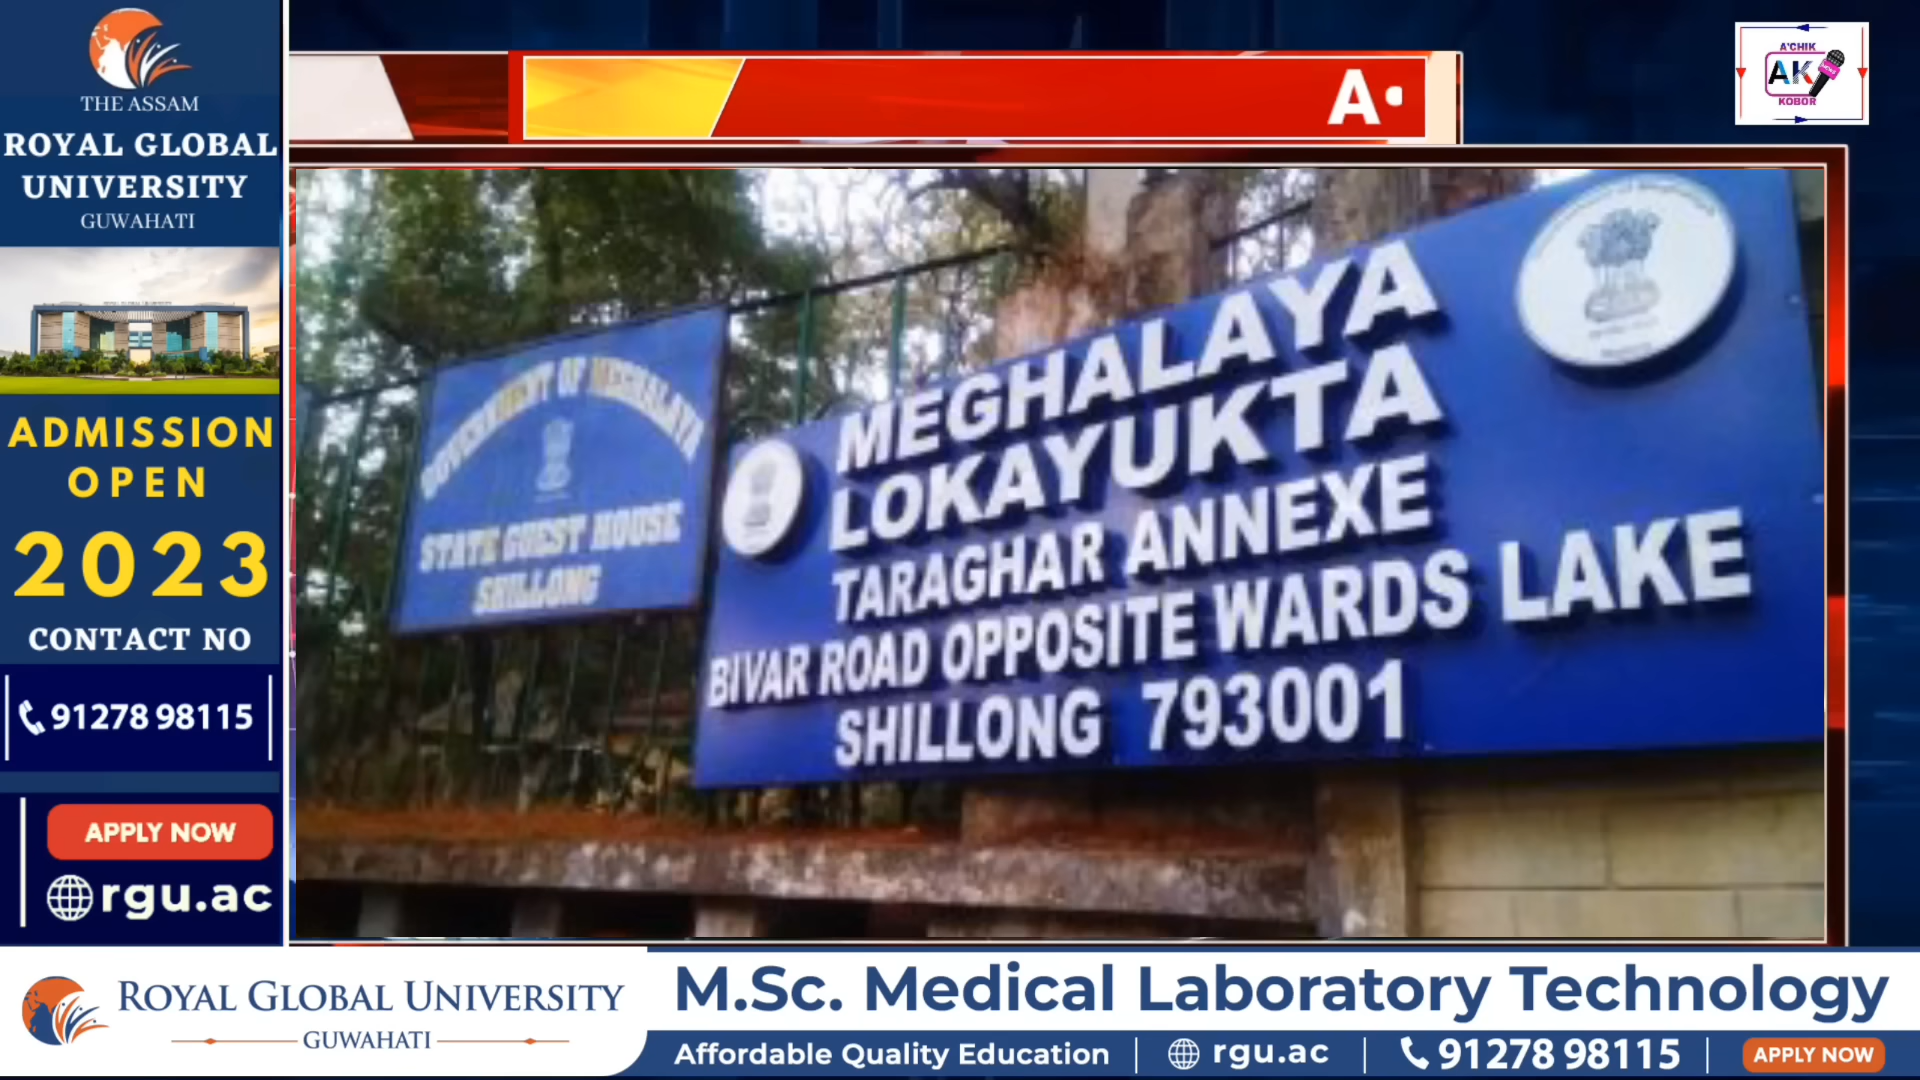 THE ASSAM
ROYAL GLOBAL
UNIVERSITY
GUWAHATI
ADMISSION
OPEN
2023
CONTACT NO
91278 98115
APPLY NOW
rgu.ac
A
A'CHIK
AK
KOBOR
GOVERNMENT OF MEGHALAYA
STATE GUEST HOUSE
SHILLONG
MEGHALAYA
LOKAYUKTA
TARAGHAR ANNEXE
BIVAR ROAD OPPOSITE WARDS LAKE
SHILLONG 793001
ROYAL GLOBAL UNIVERSITY
GUWAHATI
M.Sc. Medical Laboratory Technology
Affordable Quality Education
rgu.ac
91278 98115
APPLY NOW